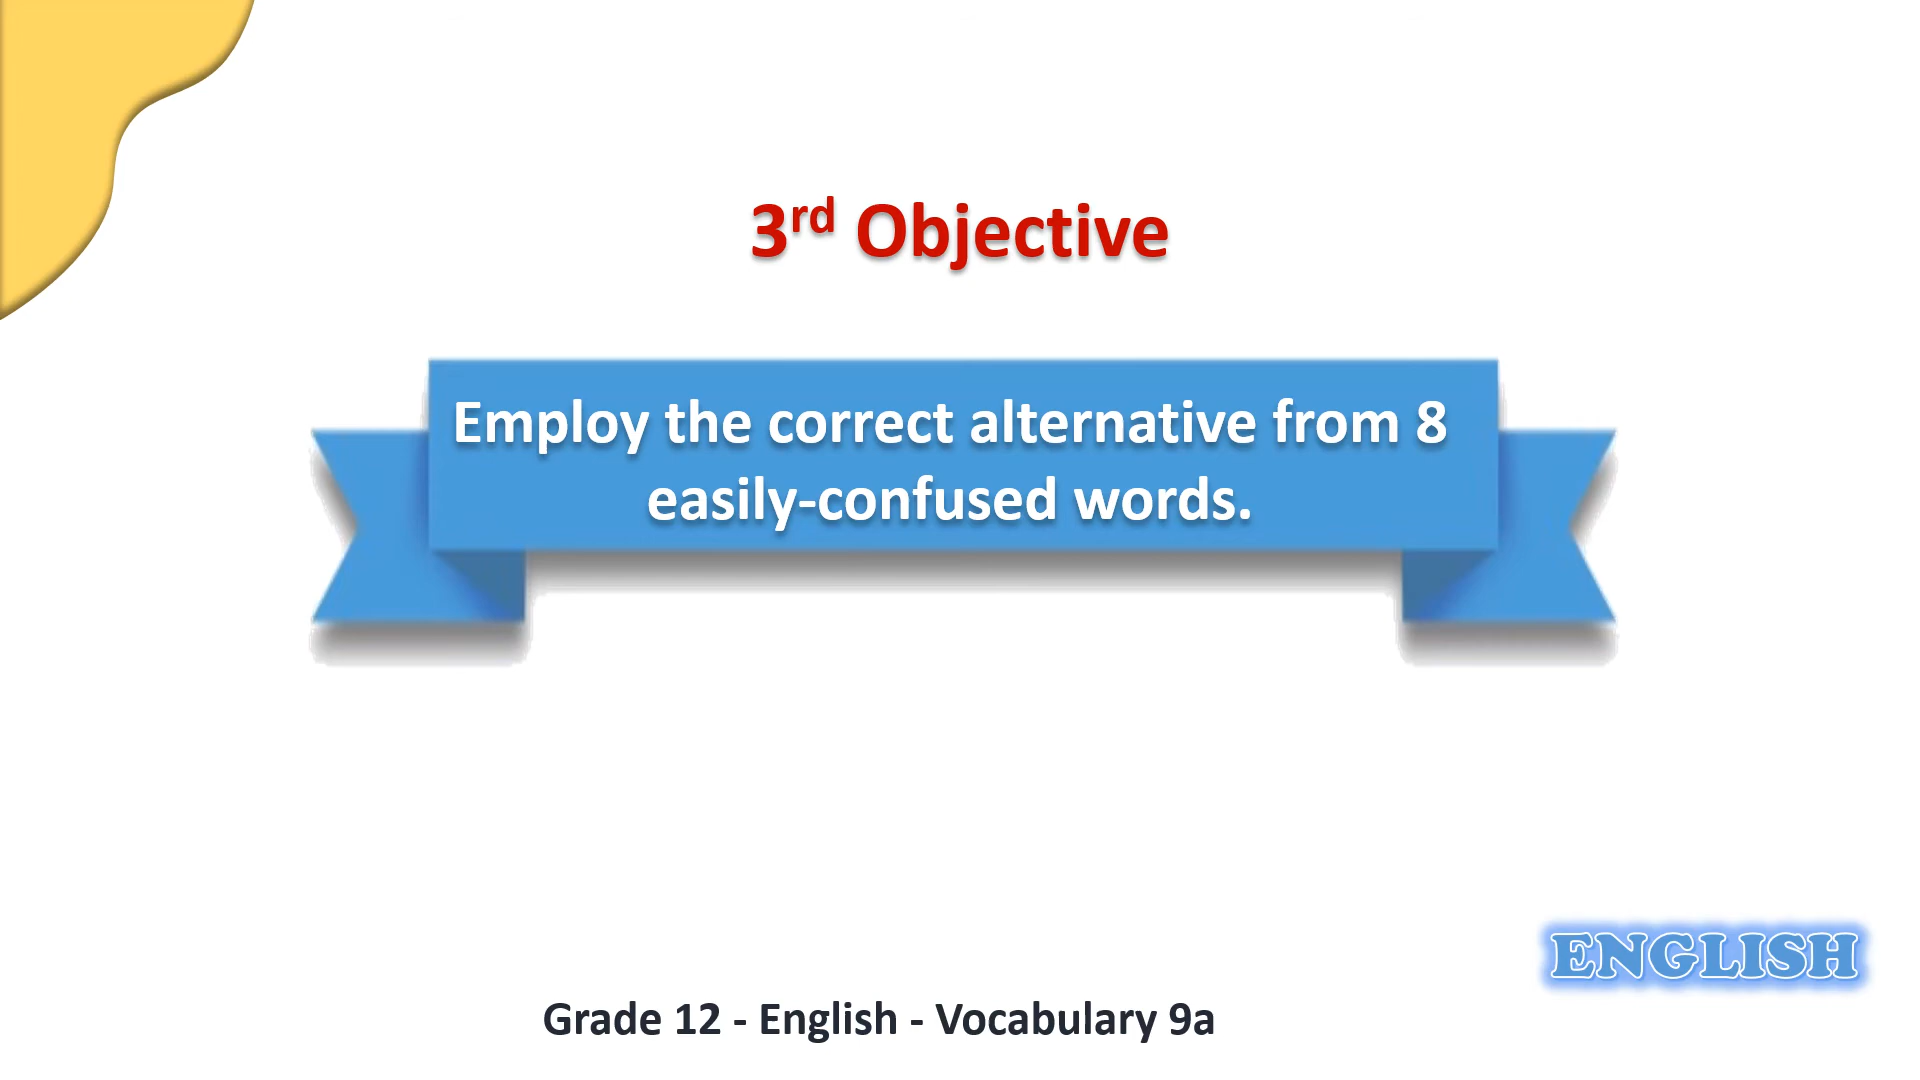 3rd Objective
Employ the correct alternative from 8
easily-confused words.
ENGLISH
Grade 12 - English - Vocabulary 9a